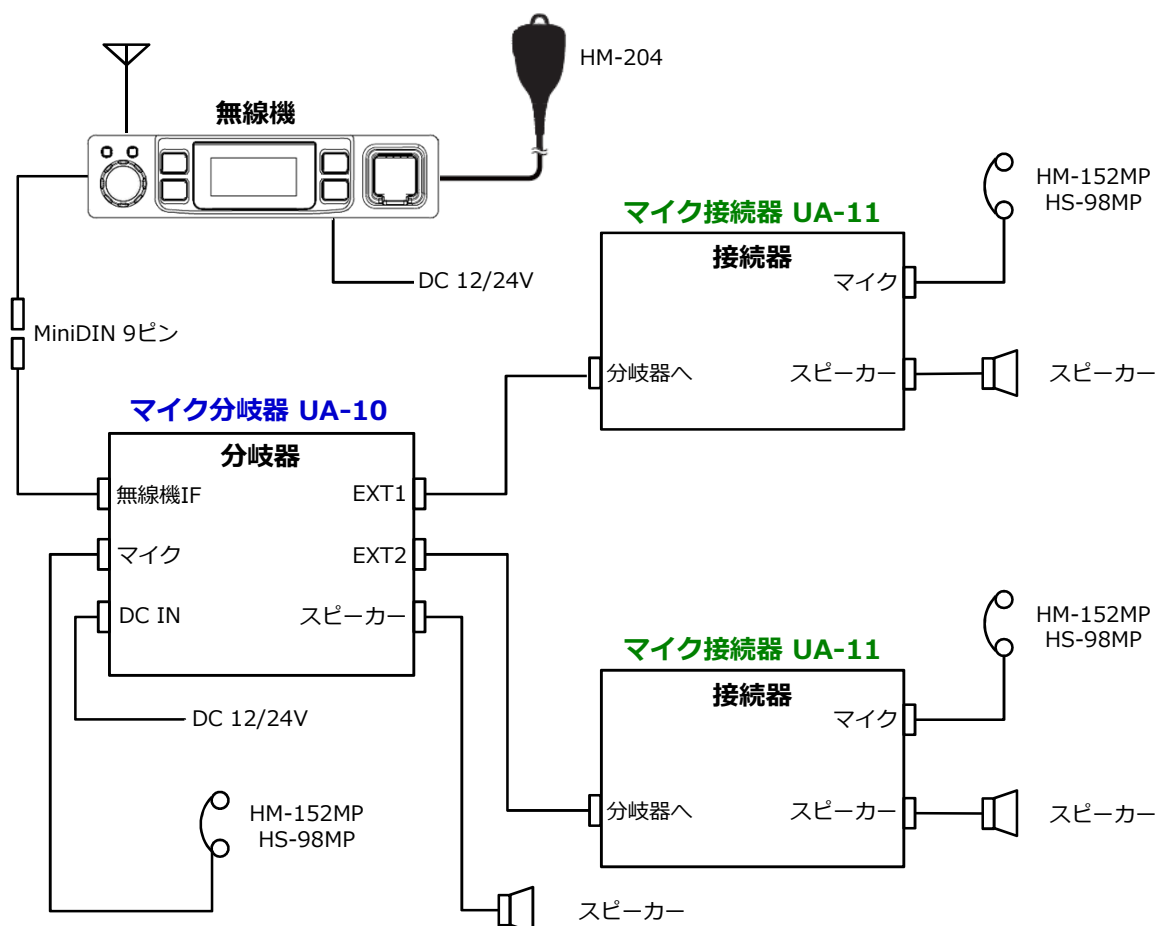 HM-204
無線機
DC 12/24V
MiniDIN 9ピン
マイク接続器 UA-11
接続器
マイク
分岐器へ
スピーカー
HM-152MP
HS-98MP
スピーカー
マイク分岐器 UA-10
分岐器
無線機IF
EXT1
マイク
EXT2
DC IN
スピーカー
DC 12/24V
HM-152MP
HS-98MP
スピーカー
マイク接続器 UA-11
接続器
マイク
分岐器へ
スピーカー
HM-152MP
HS-98MP
スピーカー